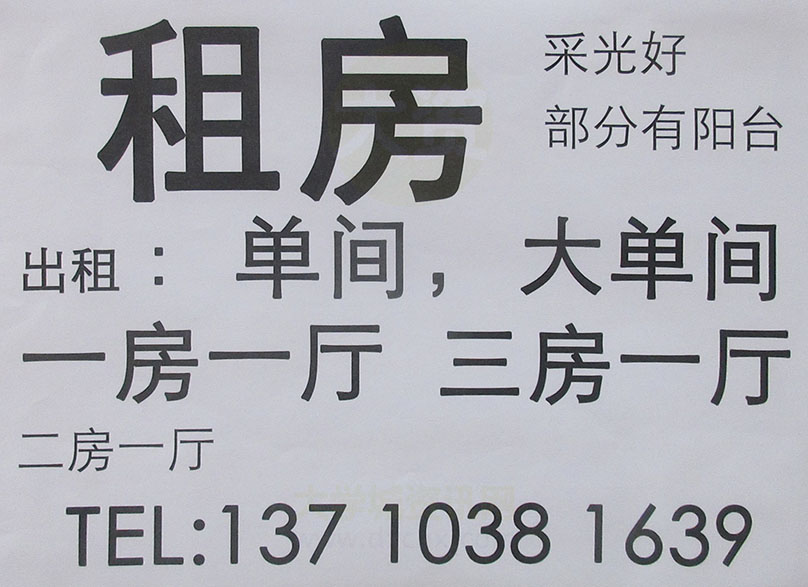 租房
采光好
部分有阳台
出租：单间，大单间
一房一厅 三房一厅
二房一厅
TEL:137 1038 1639